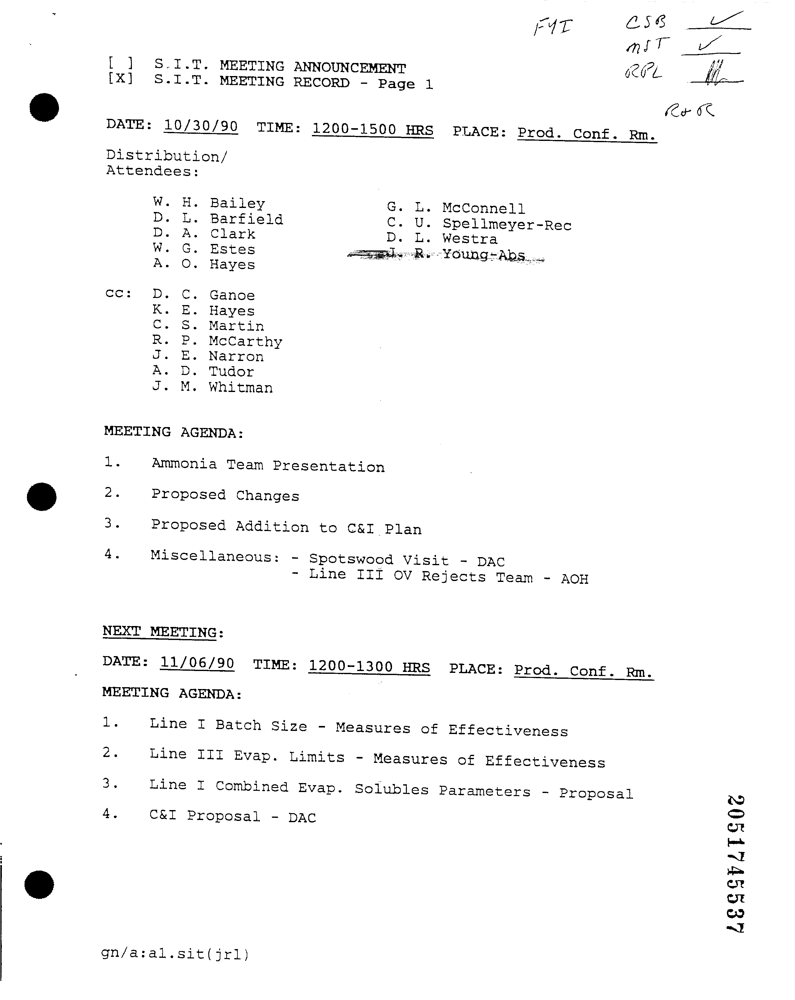 FYI CSB ✓
MST ✓
RPL
R+R
[ ] S.I.T. MEETING ANNOUNCEMENT
[X] S.I.T. MEETING RECORD - Page 1
DATE: 10/30/90 TIME: 1200-1500 HRS PLACE: Prod. Conf. Rm.
Distribution/
Attendees:
W. H. Bailey
D. L. Barfield
D. A. Clark
W. G. Estes
A. O. Hayes
G. L. McConnell
C. U. Spellmeyer-Rec
D. L. Westra
J. R. Young-Abs
cc: D. C. Ganoe
K. E. Hayes
C. S. Martin
R. P. McCarthy
J. E. Narron
A. D. Tudor
J. M. Whitman
MEETING AGENDA:
1. Ammonia Team Presentation
2. Proposed Changes
3. Proposed Addition to C&I Plan
4. Miscellaneous: - Spotswood Visit - DAC
- Line III OV Rejects Team - AOH
NEXT MEETING:
DATE: 11/06/90 TIME: 1200-1300 HRS PLACE: Prod. Conf. Rm.
MEETING AGENDA:
1. Line I Batch Size - Measures of Effectiveness
2. Line III Evap. Limits - Measures of Effectiveness
3. Line I Combined Evap. Solubles Parameters - Proposal
4. C&I Proposal - DAC
2051745537
gn/a:a1.sit(jrl)